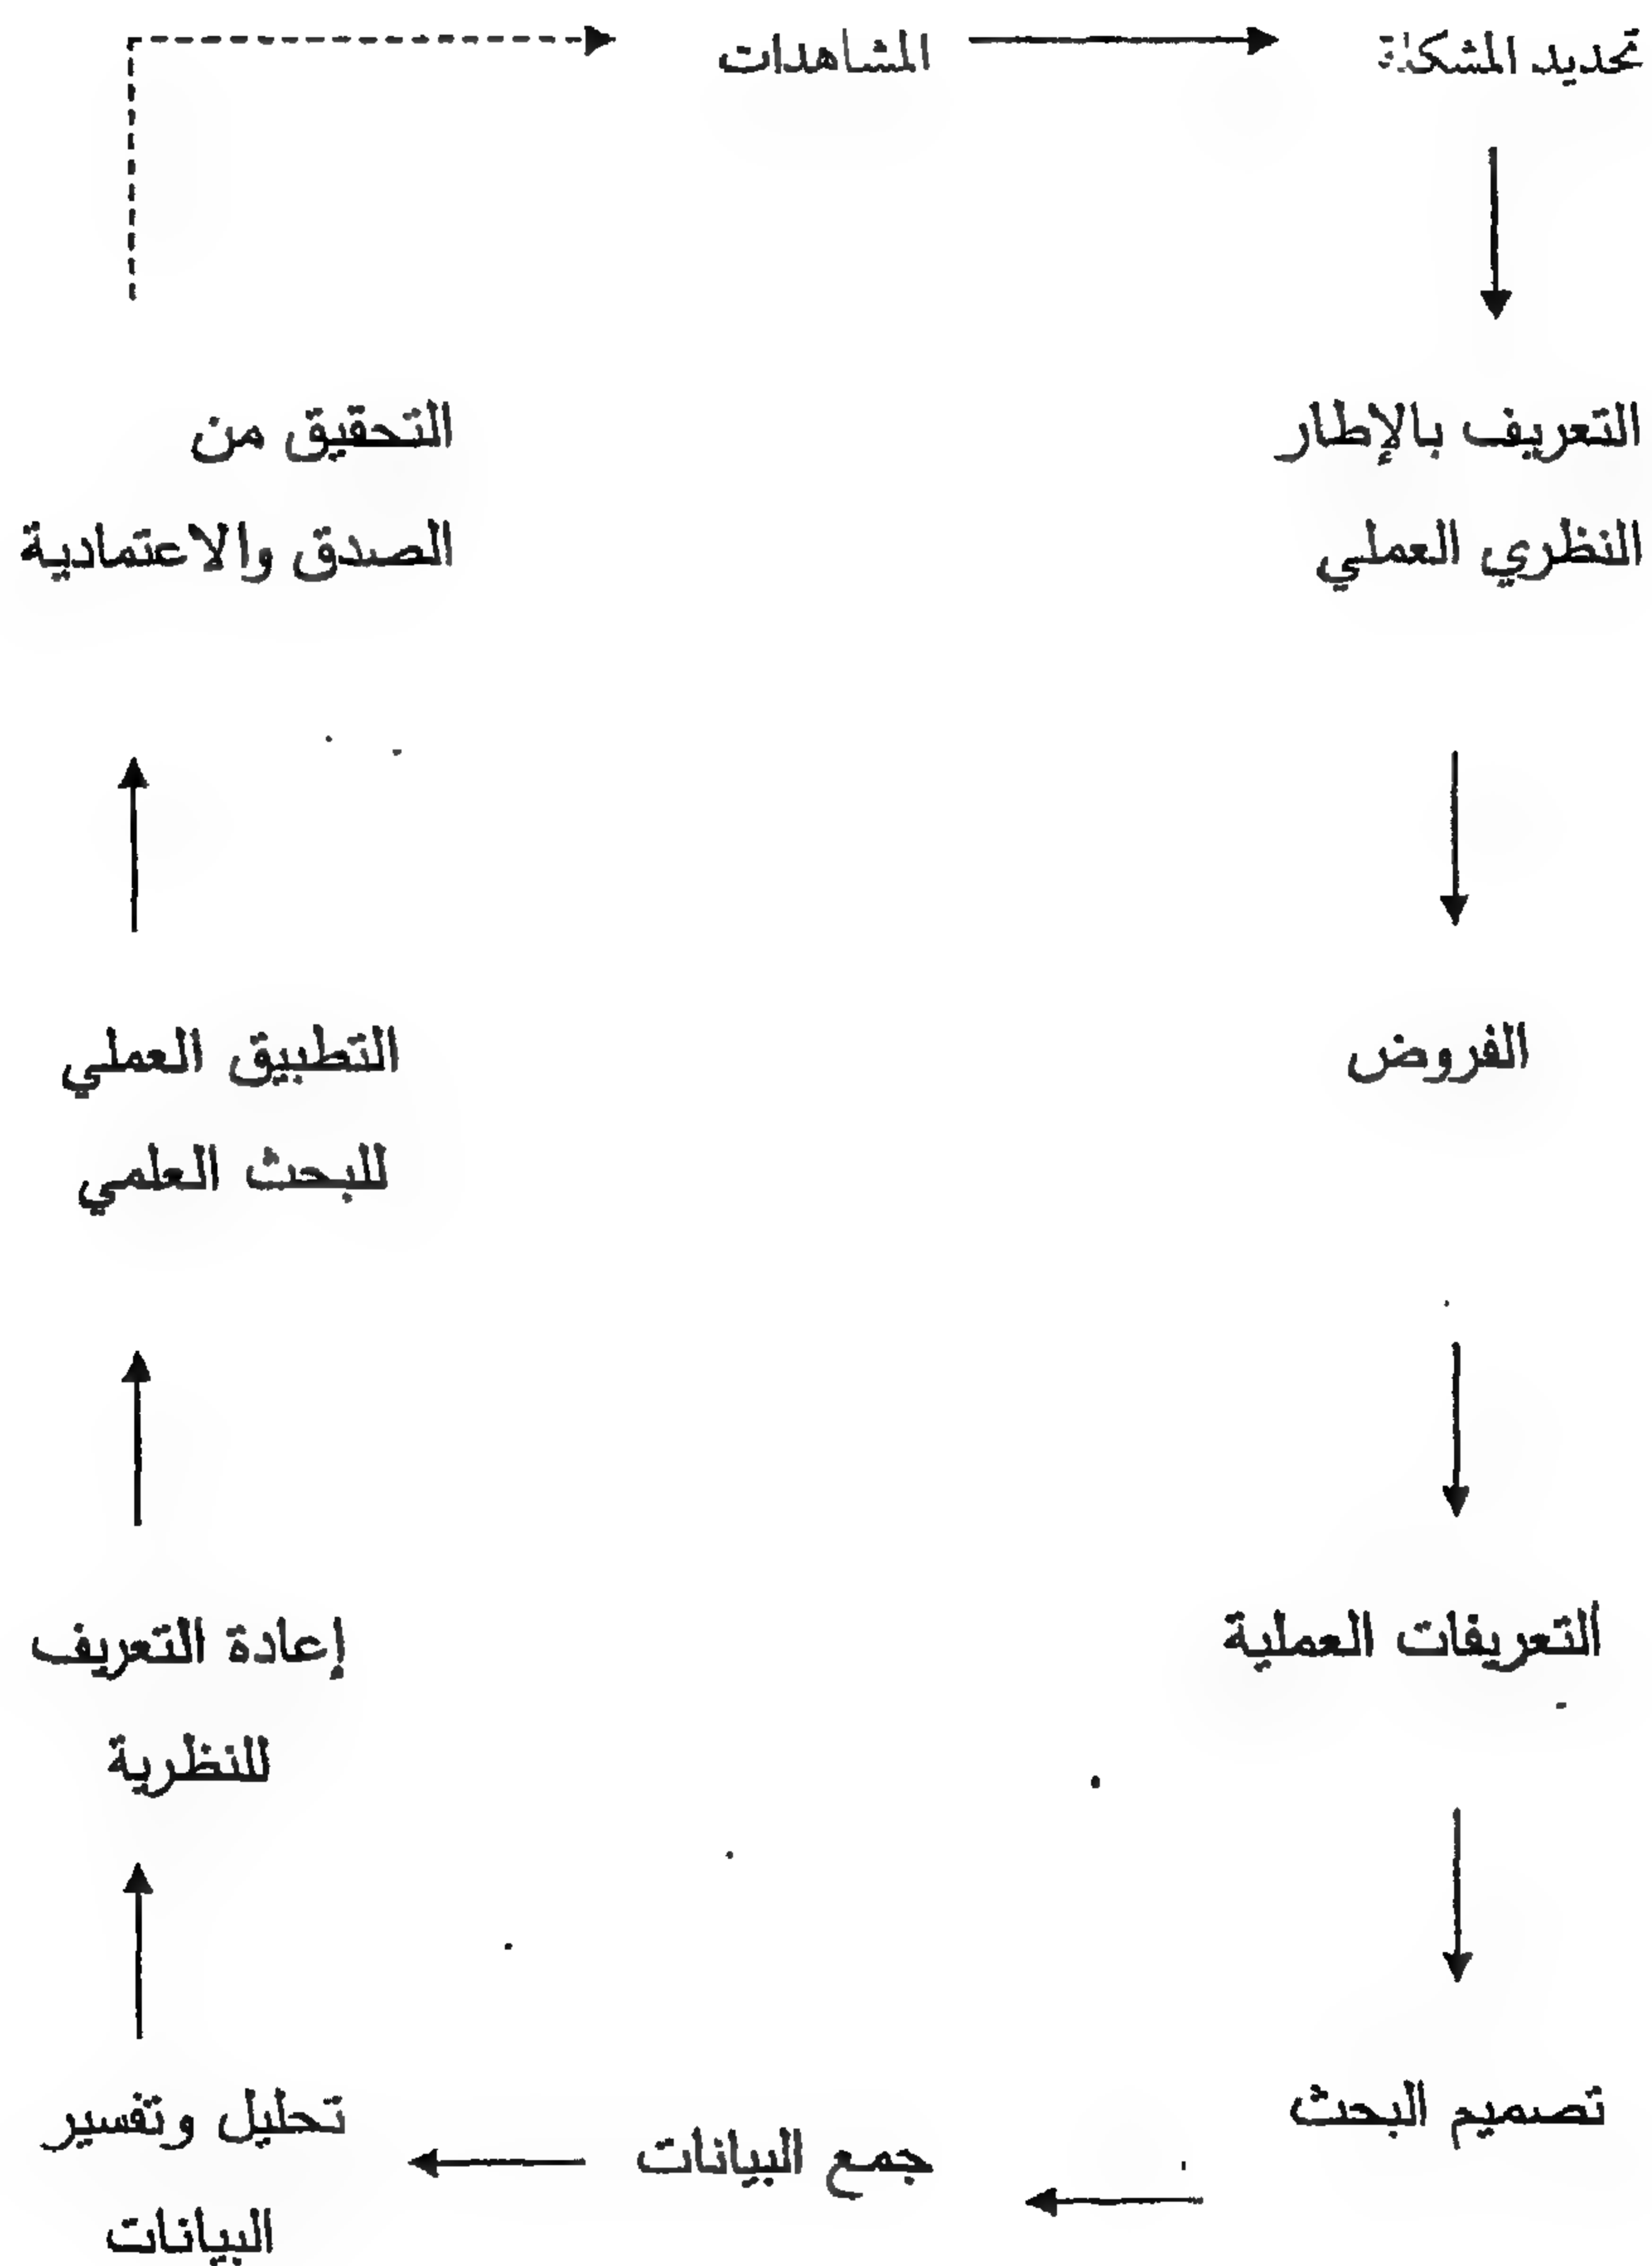 تحديد المشكلة
المشاهدات
التعريف بالإطار
النظري العملي
التحقيق من
الصدق والاعتمادية
الفروض
التطبيق العملي
للبحث العلمي
التعريفات العملية
إعادة التعريف
للنظرية
تصميم البحث
جمع البيانات
تحليل وتفسير
البيانات